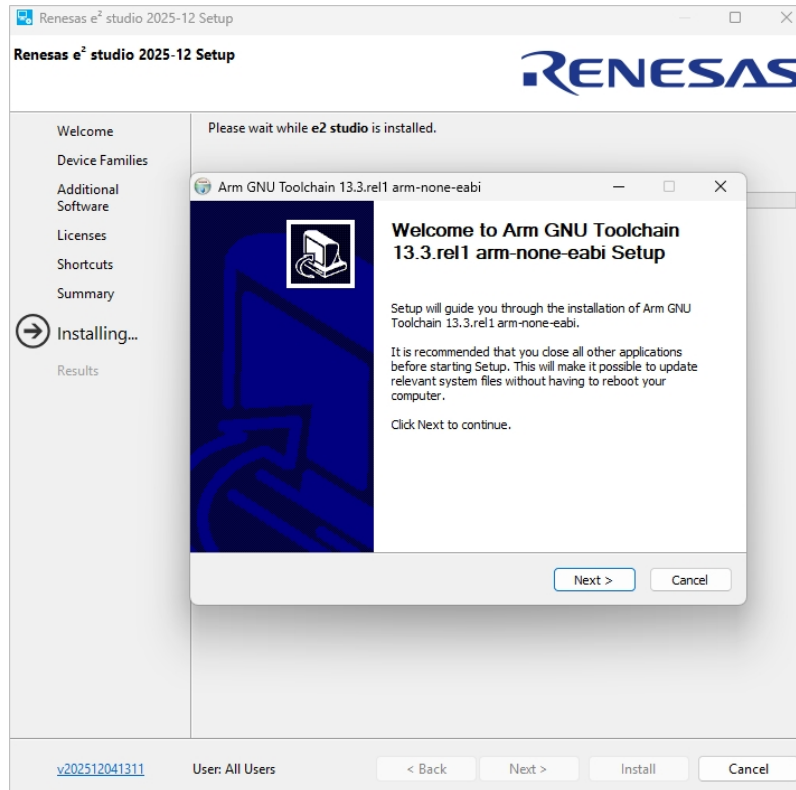 Renesas e² studio 2025-12 Setup
Renesas e² studio 2025-12 Setup
RENESAS
Welcome
Device Families
Additional
Software
Licenses
Shortcuts
Summary
Installing...
Results
Please wait while e2 studio is installed.
Arm GNU Toolchain 13.3.rel1 arm-none-eabi
Welcome to Arm GNU Toolchain
13.3.rel1 arm-none-eabi Setup
Setup will guide you through the installation of Arm GNU
Toolchain 13.3.rel1 arm-none-eabi.
It is recommended that you close all other applications
before starting Setup. This will make it possible to update
relevant system files without having to reboot your
computer.
Click Next to continue.
Next >
Cancel
v202512041311
User: All Users
< Back
Next >
Install
Cancel